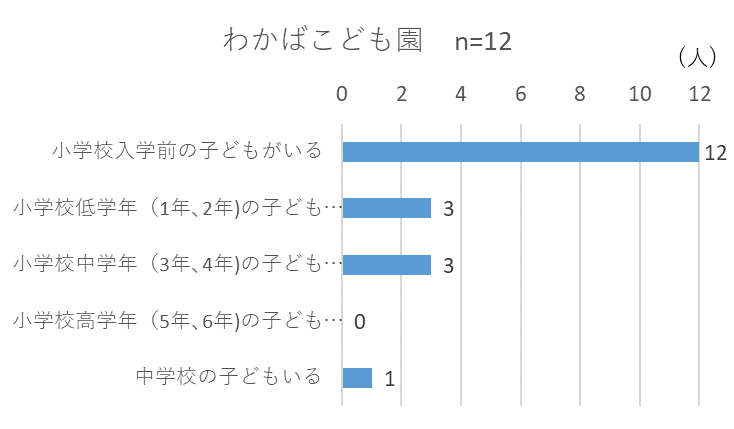 わかばこども園　n=12
（人）
0 2 4 6 8 10 12
小学校入学前の子どもがいる 12
小学校低学年（1年、2年)の子ども… 3
小学校中学年（3年、4年)の子ども… 3
小学校高学年（5年、6年)の子ども… 0
中学校の子どもいる 1